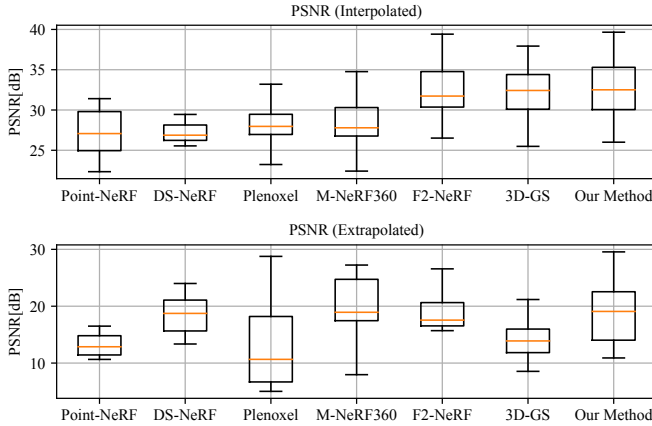 PSNR (Interpolated)
PSNR[dB]
40
35
30
25
Point-NeRF DS-NeRF Plenoxel M-NeRF360 F2-NeRF 3D-GS Our Method
PSNR (Extrapolated)
PSNR[dB]
30
20
10
Point-NeRF DS-NeRF Plenoxel M-NeRF360 F2-NeRF 3D-GS Our Method